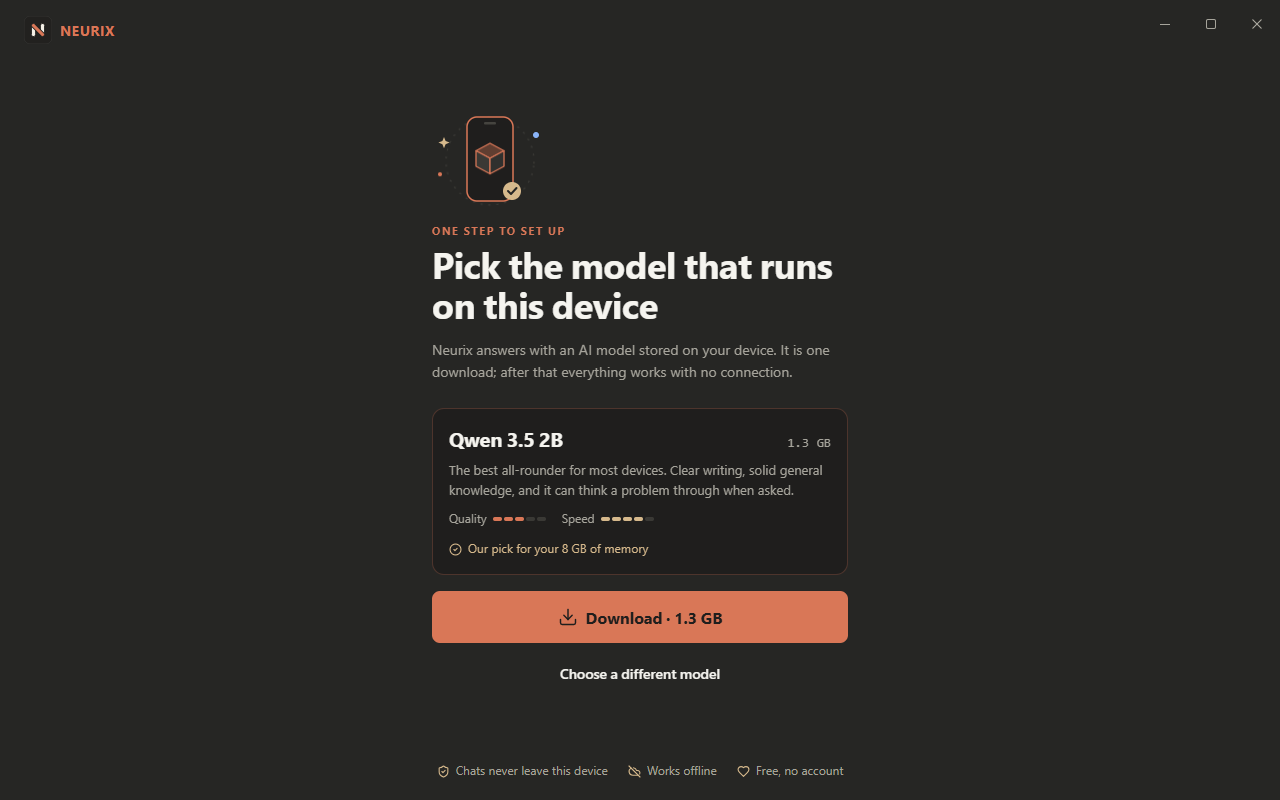 NEURIX
ONE STEP TO SET UP
Pick the model that runs
on this device
Neurix answers with an AI model stored on your device. It is one
download; after that everything works with no connection.
Qwen 3.5 2B
1.3 GB
The best all-rounder for most devices. Clear writing, solid general
knowledge, and it can think a problem through when asked.
Quality Speed
Our pick for your 8 GB of memory
Download · 1.3 GB
Choose a different model
Chats never leave this device Works offline Free, no account